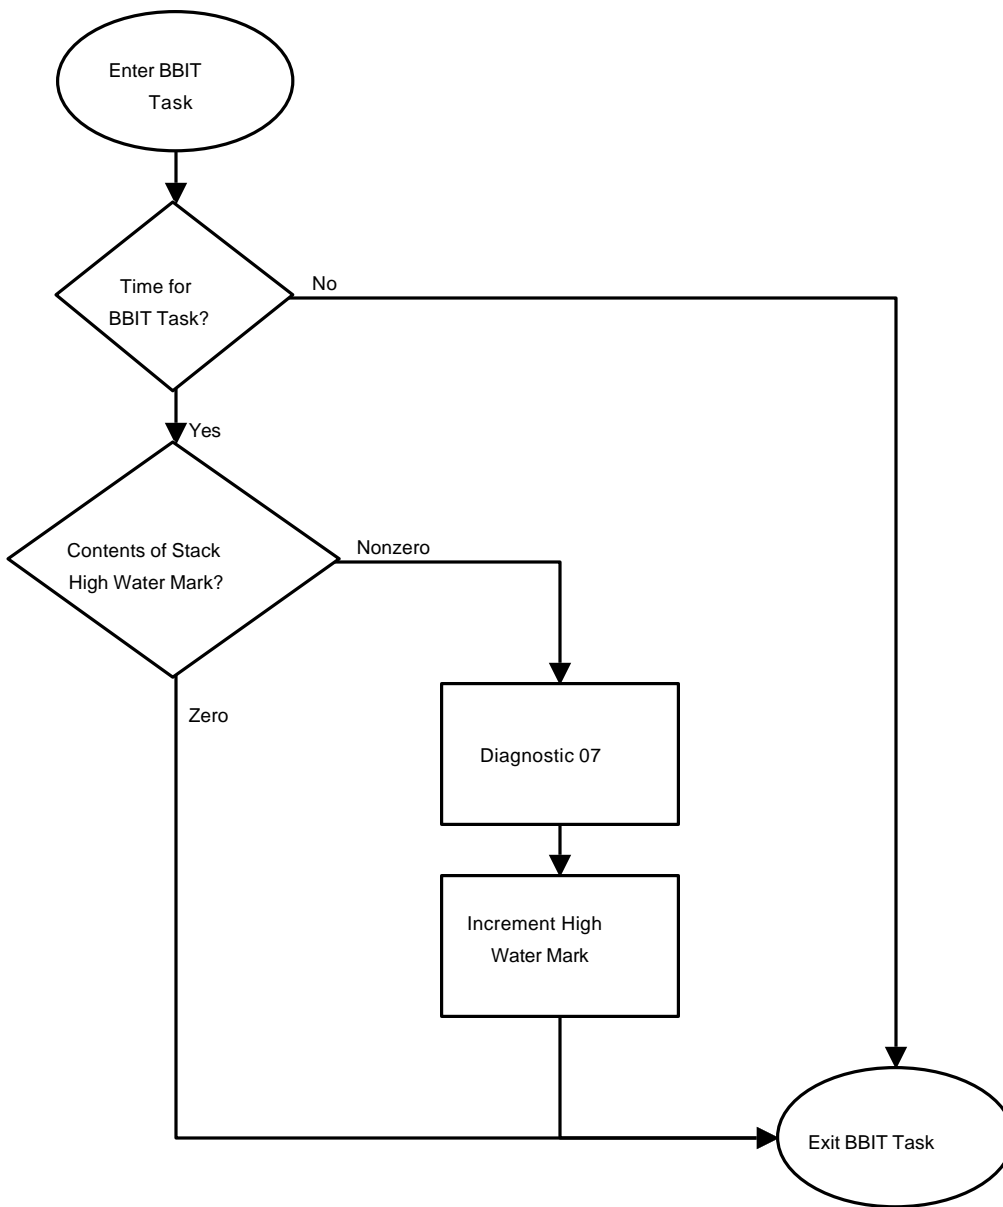 Enter BBIT
Task
Time for
BBIT Task?
No
Yes
Contents of Stack
High Water Mark?
Nonzero
Zero
Diagnostic 07
Increment High
Water Mark
Exit BBIT Task